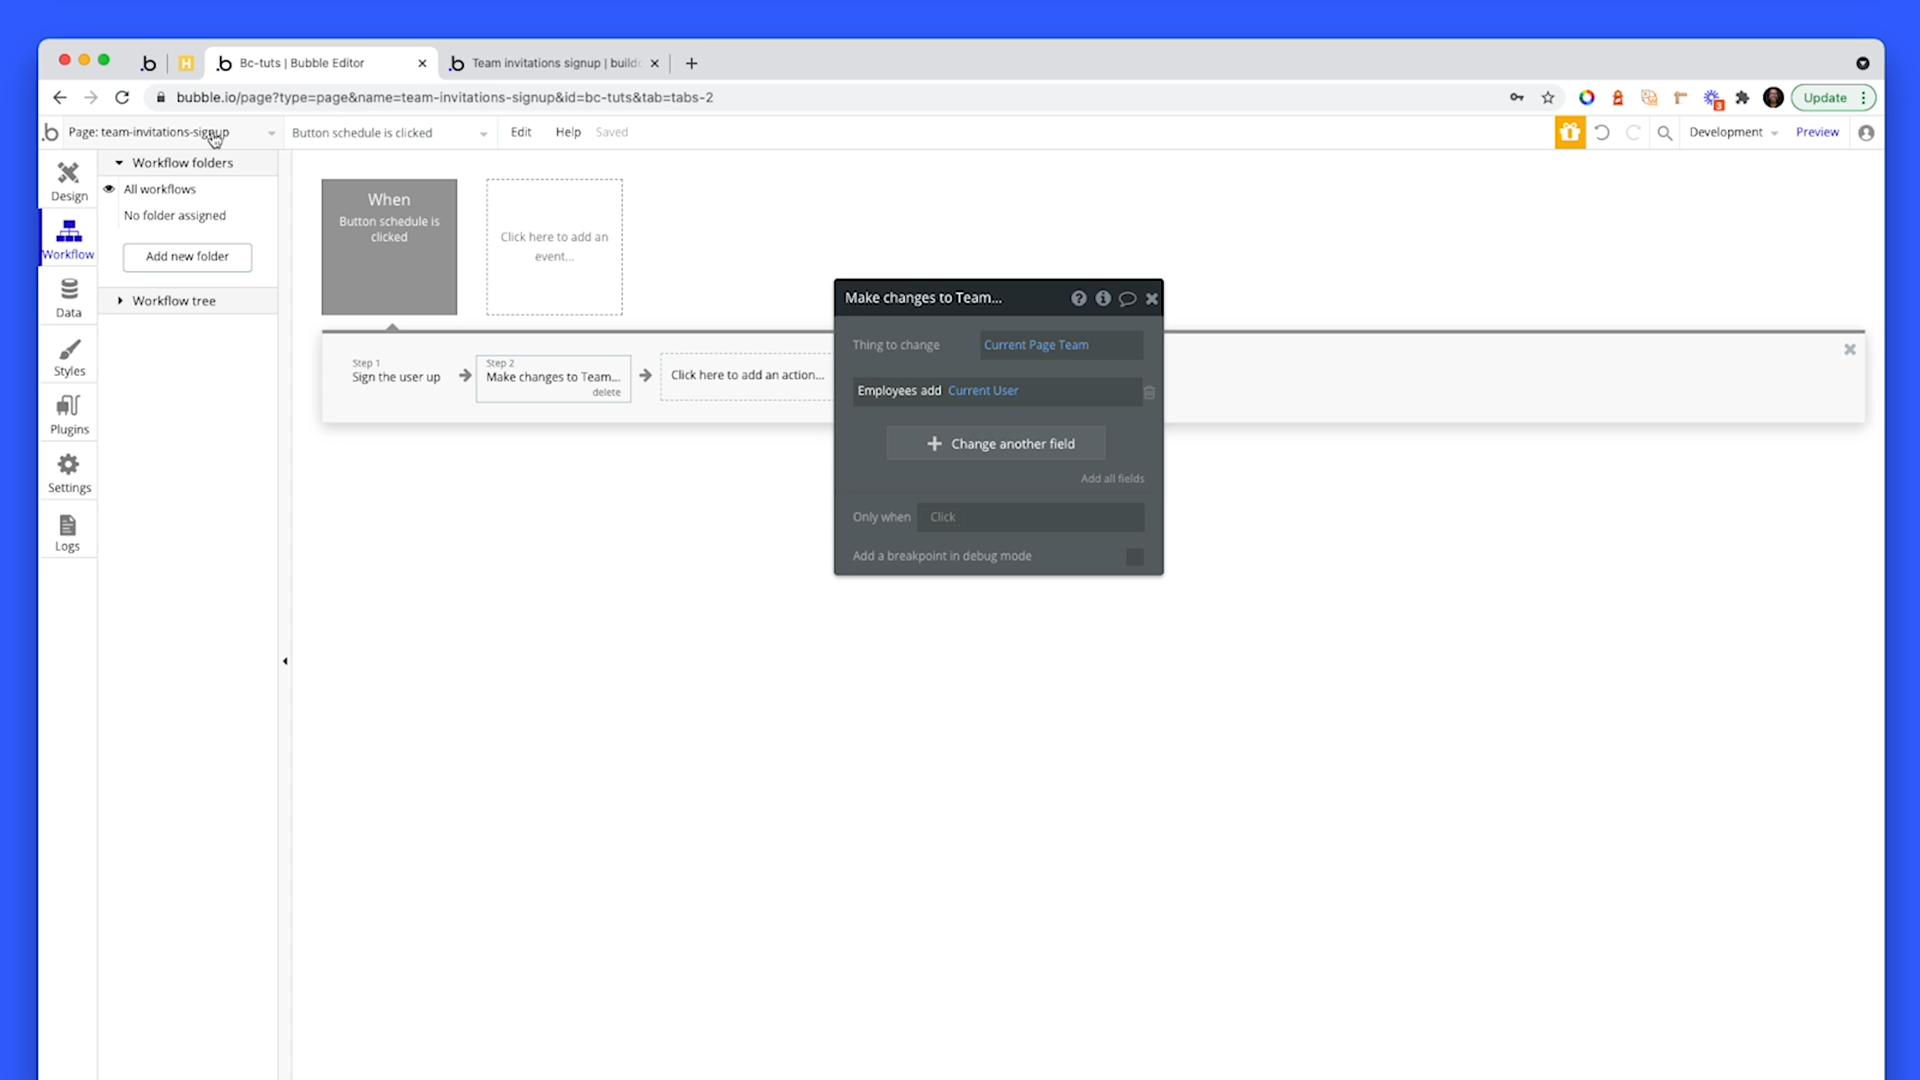 Bc-tuts | Bubble Editor
Team invitations signup | build
bubble.io/page?type=page&name=team-invitations-signup&id=bc-tuts&tab=tabs-2
Update
Page: team-invitations-signup
Button schedule is clicked
Edit
Help
Saved
Development
Preview
Design
Workflow
Data
Styles
Plugins
Settings
Logs
Workflow folders
All workflows
No folder assigned
Add new folder
Workflow tree
When
Button schedule is
clicked
Click here to add an
event...
Step 1
Sign the user up
Step 2
Make changes to Team...
delete
Click here to add an action...
Make changes to Team...
Thing to change
Current Page Team
Employees add Current User
Change another field
Add all fields
Only when
Click
Add a breakpoint in debug mode